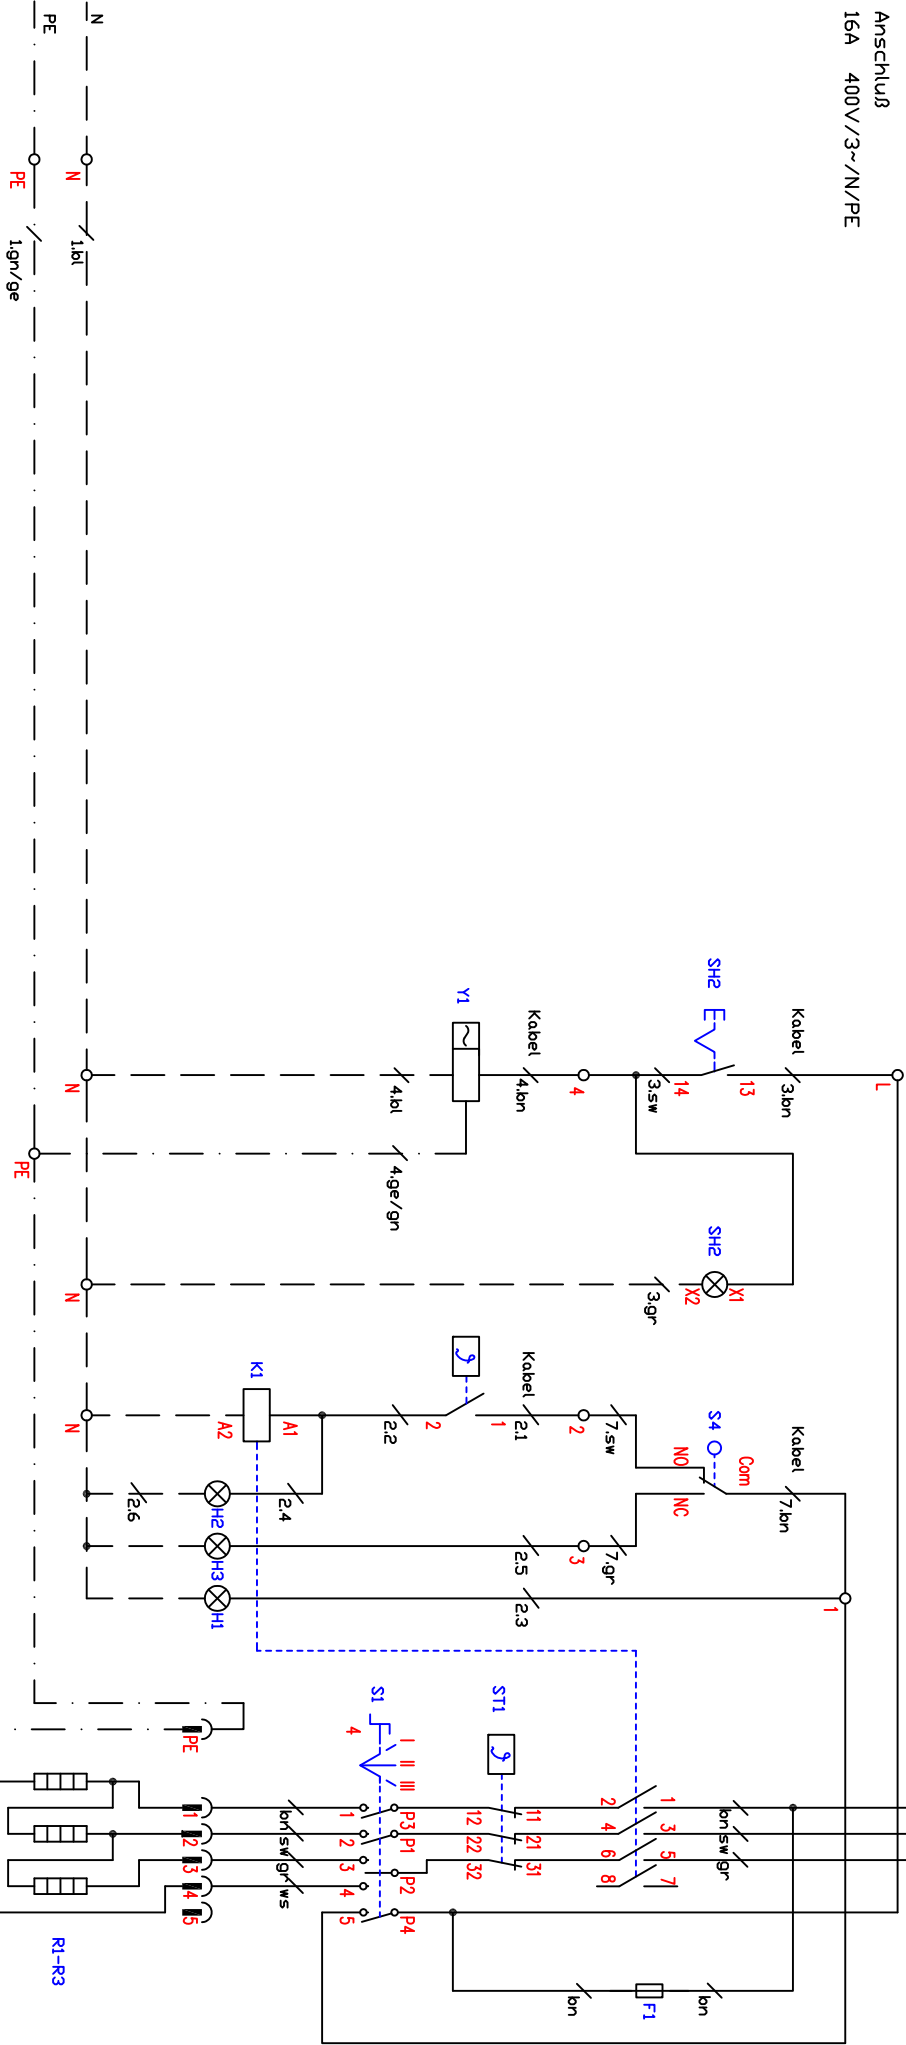 Anschluß
16A 400V/3~/N/PE
N
PE
N
PE
1.bl
1.gn/ge
L
SH2
Kabel
3.bn
13
14
3.sw
4
Kabel
4.bn
Y1
4.bl
N
4.ge/gn
PE
SH2
X1
X2
3.gr
N
Kabel
7.bn
S4
Com
NO
NC
7.sw
2
Kabel
2.1
1
2
2.2
K1
A1
A2
N
2.4
H2
2.6
7.gr
3
2.5
H3
1
2.3
H1
S1
4
I
II
III
ST1
PE
bn
sw
gr
1
3
5
7
2
4
6
8
11
21
31
12
22
32
P3
P1
P2
P4
1
2
3
4
5
bn
sw
gr
ws
1
2
3
4
5
R1-R3
bn
F1
bn